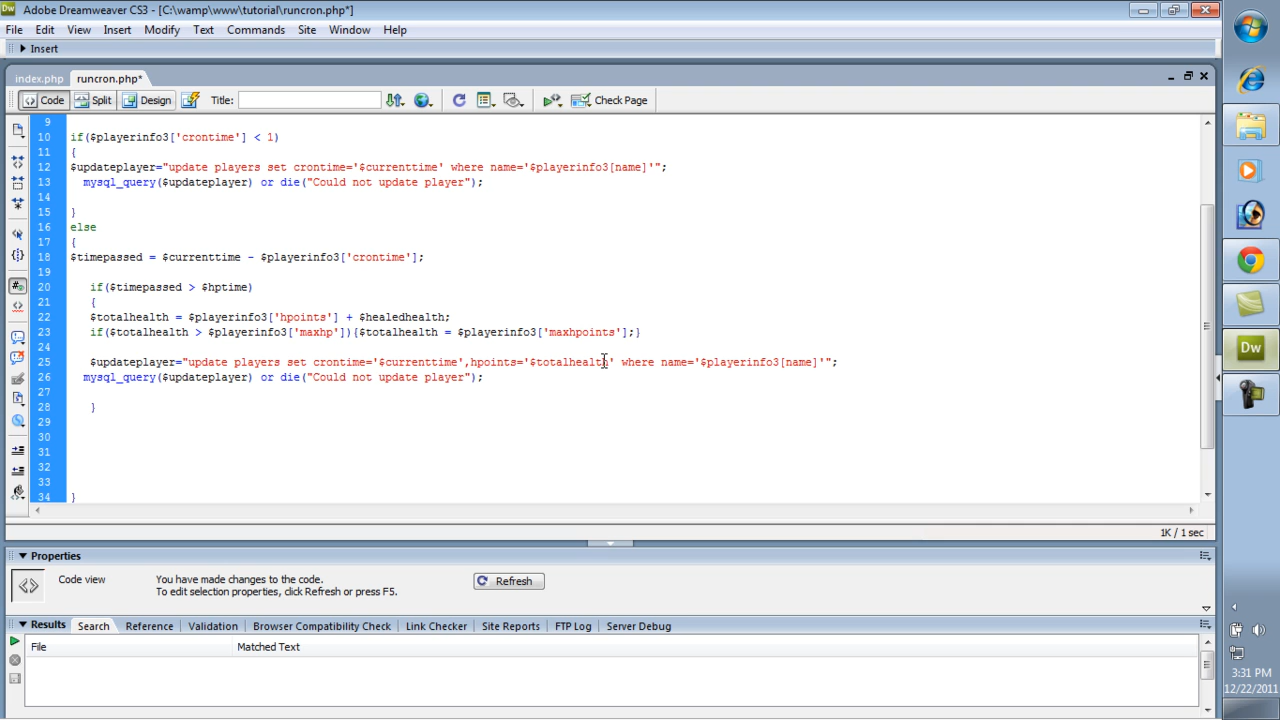 Dw Adobe Dreamweaver CS3 - [C:\wamp\www\tutorial\runcron.php*]
File Edit View Insert Modify Text Commands Site Window Help
Insert
index.php runcron.php*
Code Split Design Title: Check Page
9
10 if($playerinfo3['crontime'] < 1)
11 {
12 $updateplayer="update players set crontime='$currenttime' where name='$playerinfo3[name]'";
13 mysql_query($updateplayer) or die("Could not update player");
14
15 }
16 else
17 {
18 $timepassed = $currenttime - $playerinfo3['crontime'];
19
20 if($timepassed > $hptime)
21 {
22 $totalhealth = $playerinfo3['hpoints'] + $healedhealth;
23 if($totalhealth > $playerinfo3['maxhp']){$totalhealth = $playerinfo3['maxhpoints'];}
24
25 $updateplayer="update players set crontime='$currenttime',hpoints='$totalhealth' where name='$playerinfo3[name]'";
26 mysql_query($updateplayer) or die("Could not update player");
27
28 }
29
30
31
32
33
34 }
1K / 1 sec
Properties
Code view You have made changes to the code. Refresh
To edit selection properties, click Refresh or press F5.
Results Search Reference Validation Browser Compatibility Check Link Checker Site Reports FTP Log Server Debug
File Matched Text
Dw
3:31 PM
12/22/2011